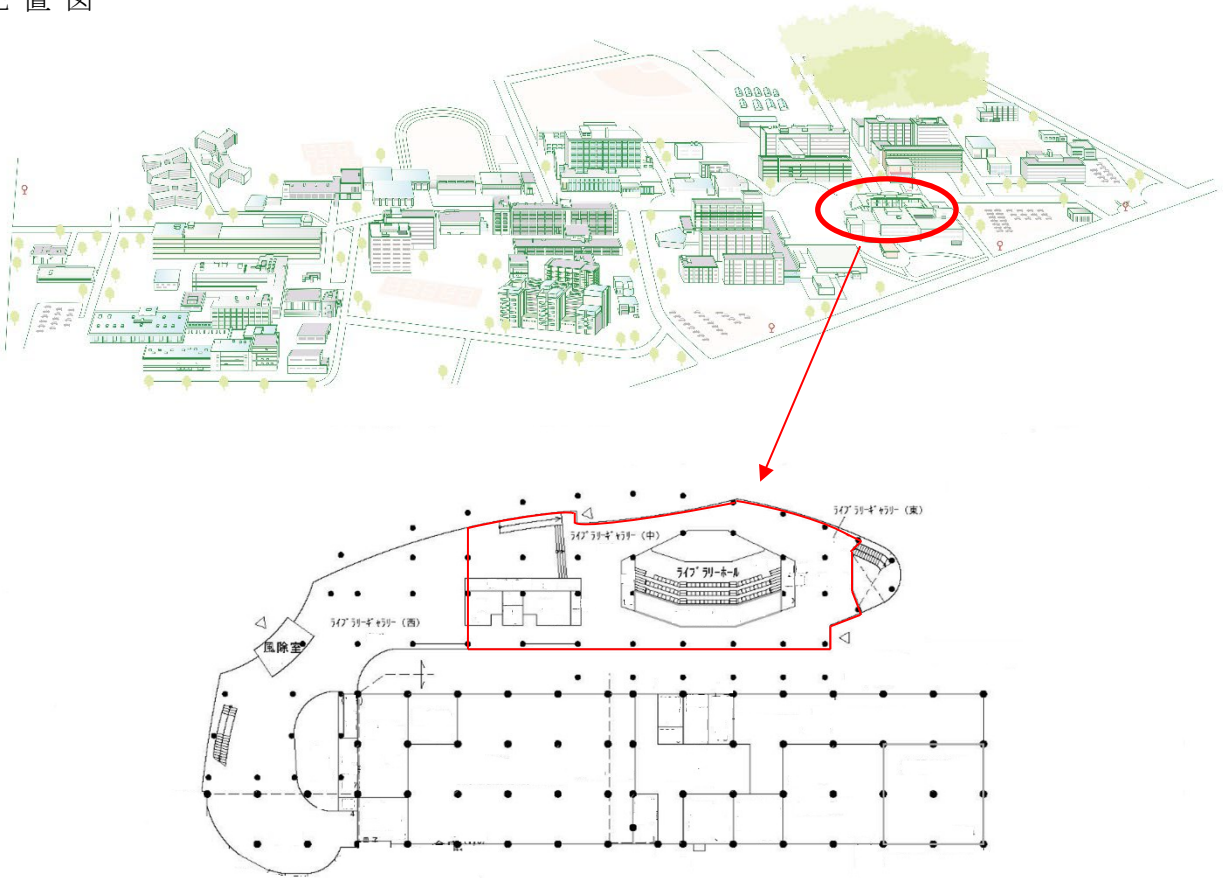 置 図
ライブラリーギャラリー（東）
ライブラリーギャラリー（中）
ライブラリーホール
ライブラリーギャラリー（西）
風除室